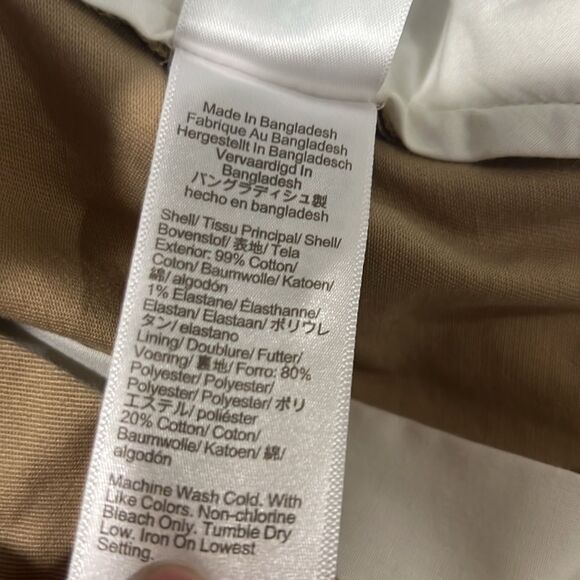 Made In Bangladesh
Fabrique Au Bangladesh
Hergestellt In Bangladesch
Vervaardigd In
Bangladesh
バングラディシュ製
hecho en bangladesh
Shell/ Tissu Principal/ Shell/
Bovenstof/ 表地/ Tela
Exterior: 99% Cotton/
Coton/ Baumwolle/ Katoen/
綿/ algodón
1% Elastane/ Élasthanne/
Elastan/ Elastaan/ ポリウレ
タン/ elastano
Lining/ Doublure/ Futter/
Voering/ 裏地/ Forro: 80%
Polyester/ Polyester/
Polyester/ Polyester/ ポリ
エステル/ poliéster
20% Cotton/ Coton/
Baumwolle/ Katoen/ 綿/
algodón
Machine Wash Cold. With
Like Colors. Non-chlorine
Bleach Only. Tumble Dry
Low. Iron On Lowest
Setting.